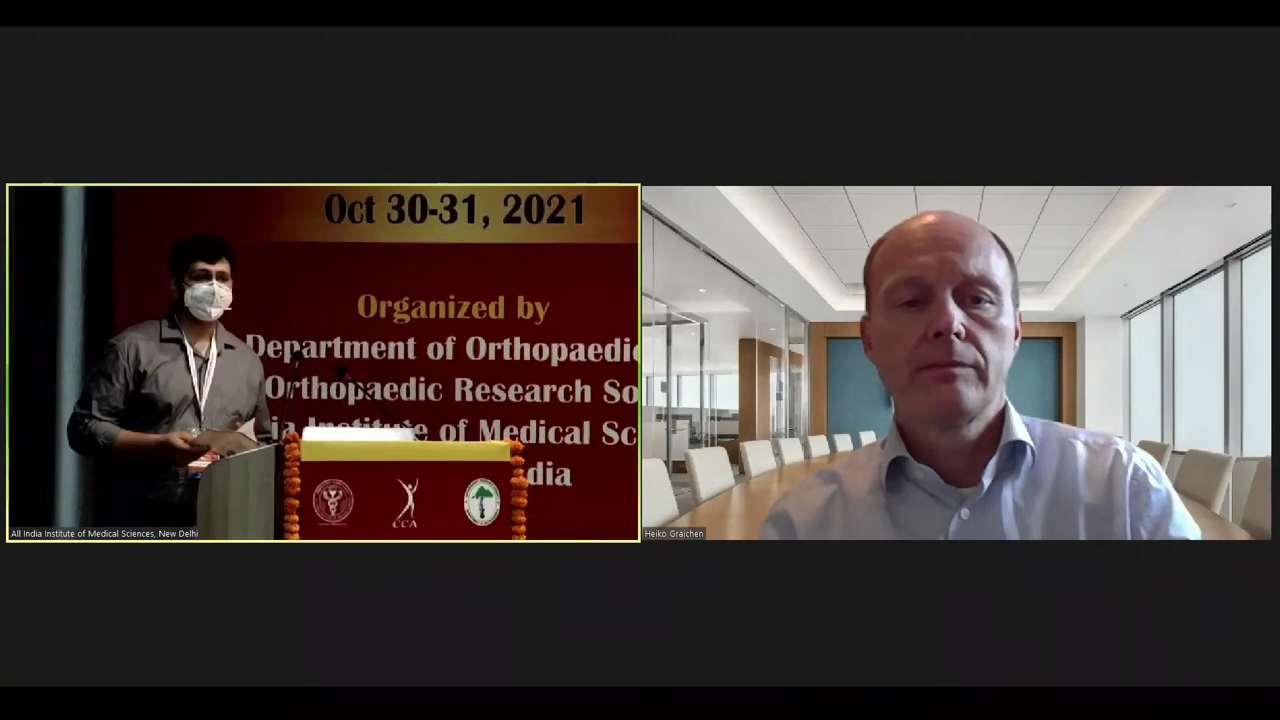 Oct 30-31, 2021
Organized by
Department of Orthopaedic
Orthopaedic Research So
ia Institute of Medical Sc
dia
CCA
All India Institute of Medical Sciences, New Delhi
Heiko Graichen